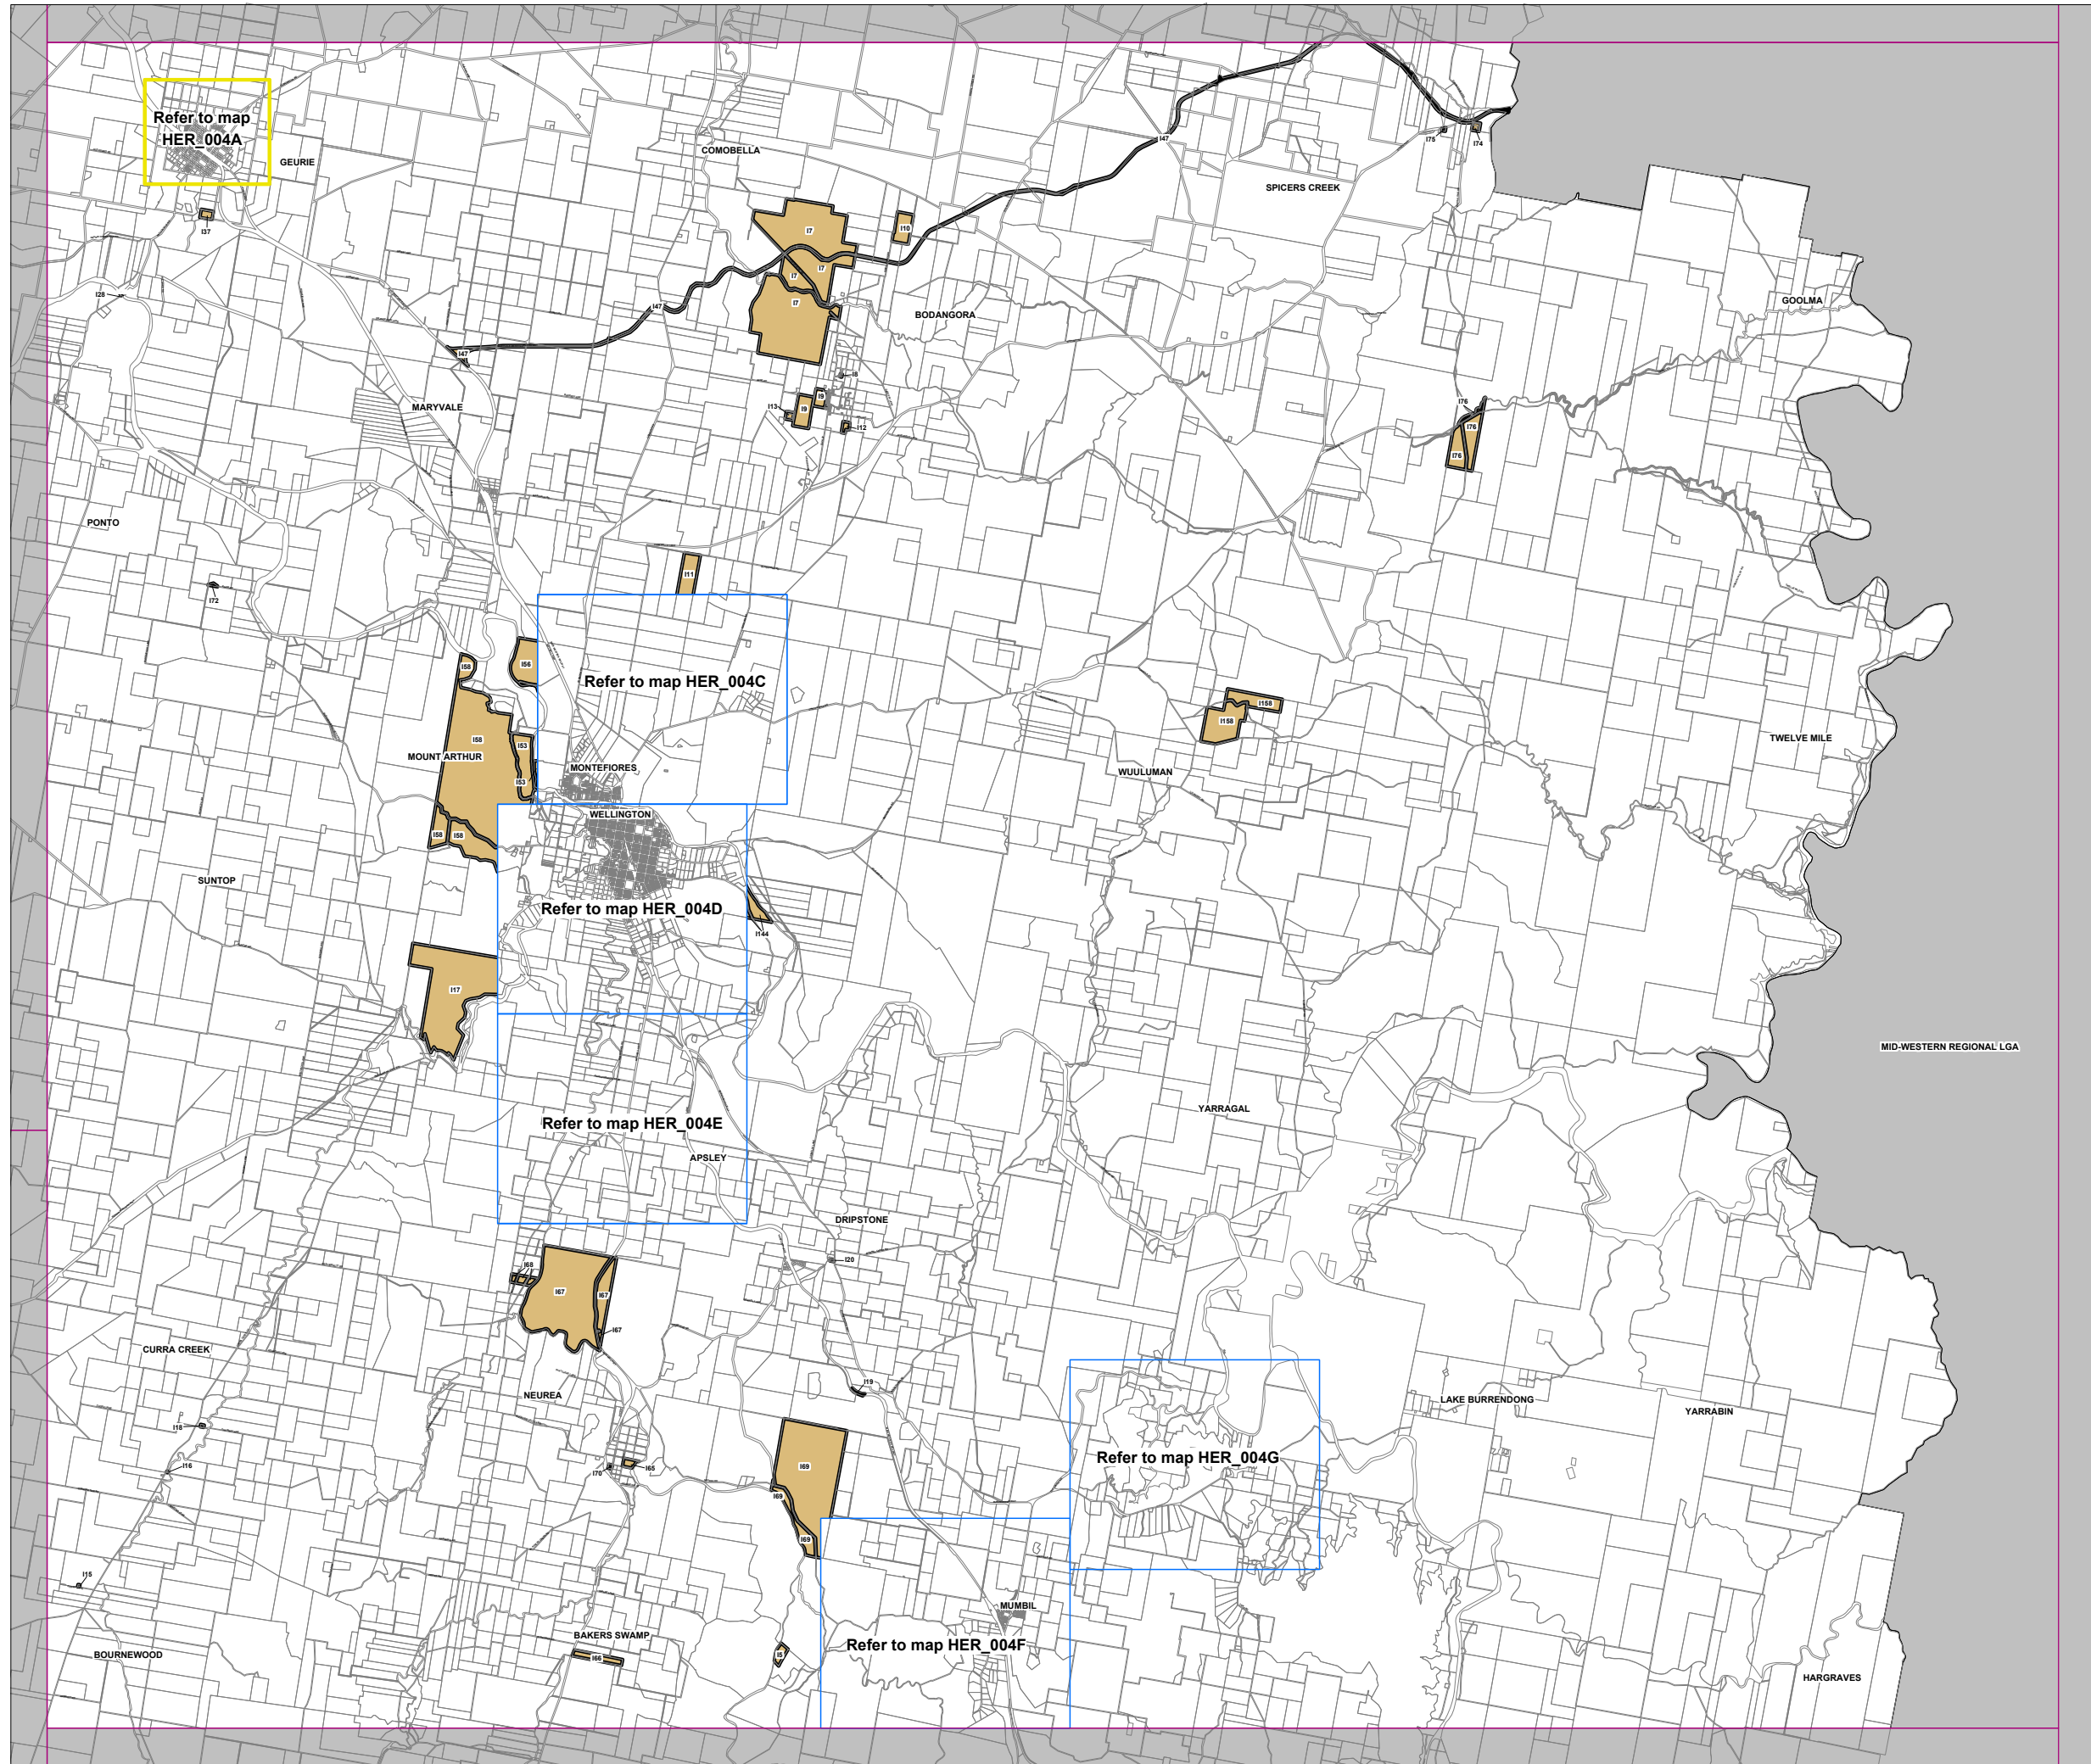 Refer to map
HER_004A
GEURIE
COMOBELLA
I47
I75
I74
SPICERS CREEK
I37
I7
I10
I7
I7
I28
I47
I7
GOOLMA
BODANGORA
I47
I8
MARYVALE
I13
I9
I9
I12
I76
I76
I76
PONTO
I11
I72
I58
I56
Refer to map HER_004C
I158
I158
I58
I53
MOUNT ARTHUR
TWELVE MILE
MONTEFIORES
WUULUMAN
I53
WELLINGTON
I58
I58
SUNTOP
Refer to map HER_004D
I144
I17
MID-WESTERN REGIONAL LGA
YARRAGAL
Refer to map HER_004E
APSLEY
DRIPSTONE
I20
I68
I67
I67
I67
CURRA CREEK
I19
NEUREA
LAKE BURRENDONG
YARRABIN
I18
Refer to map HER_004G
I16
I70
I65
I69
I69
I69
I15
MUMBIL
BAKERS SWAMP
Refer to map HER_004F
BOURNEWOOD
I66
I5
HARGRAVES